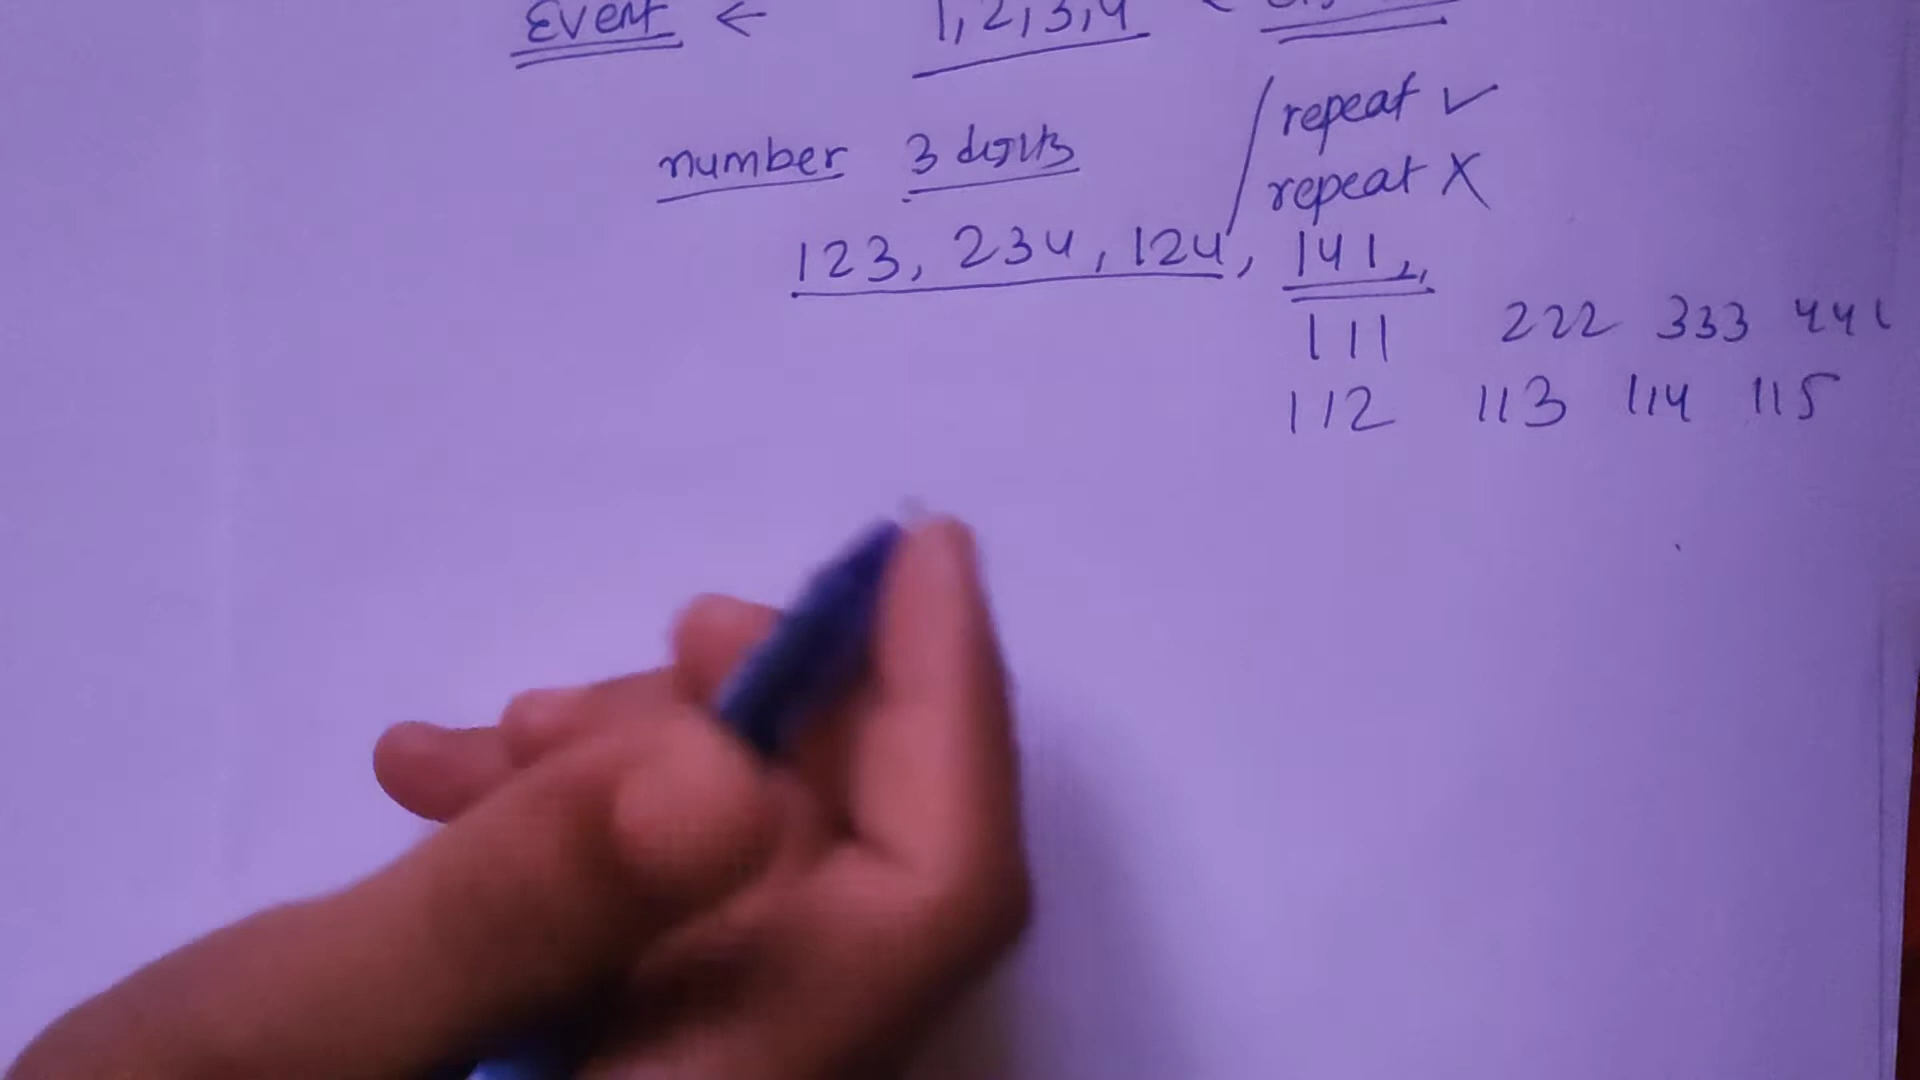 Event ← 1,2,3,4
number 3 digits
repeat ✓
repeat X
123, 234, 124, 141,
111 222 333 44
112 113 114 115